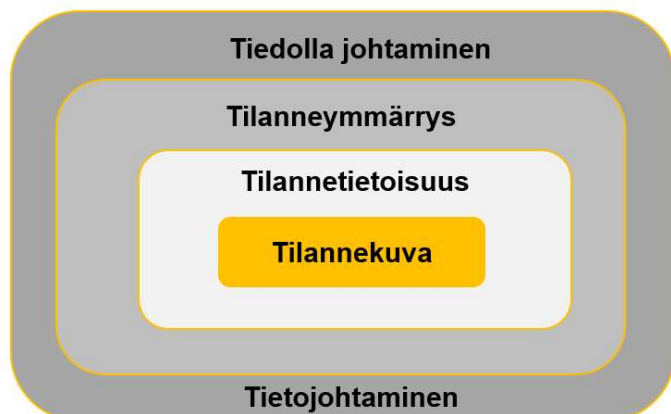 Tiedolla johtaminen
Tilanneymmärrys
Tilannetietoisuus
Tilannekuva
Tietojohtaminen